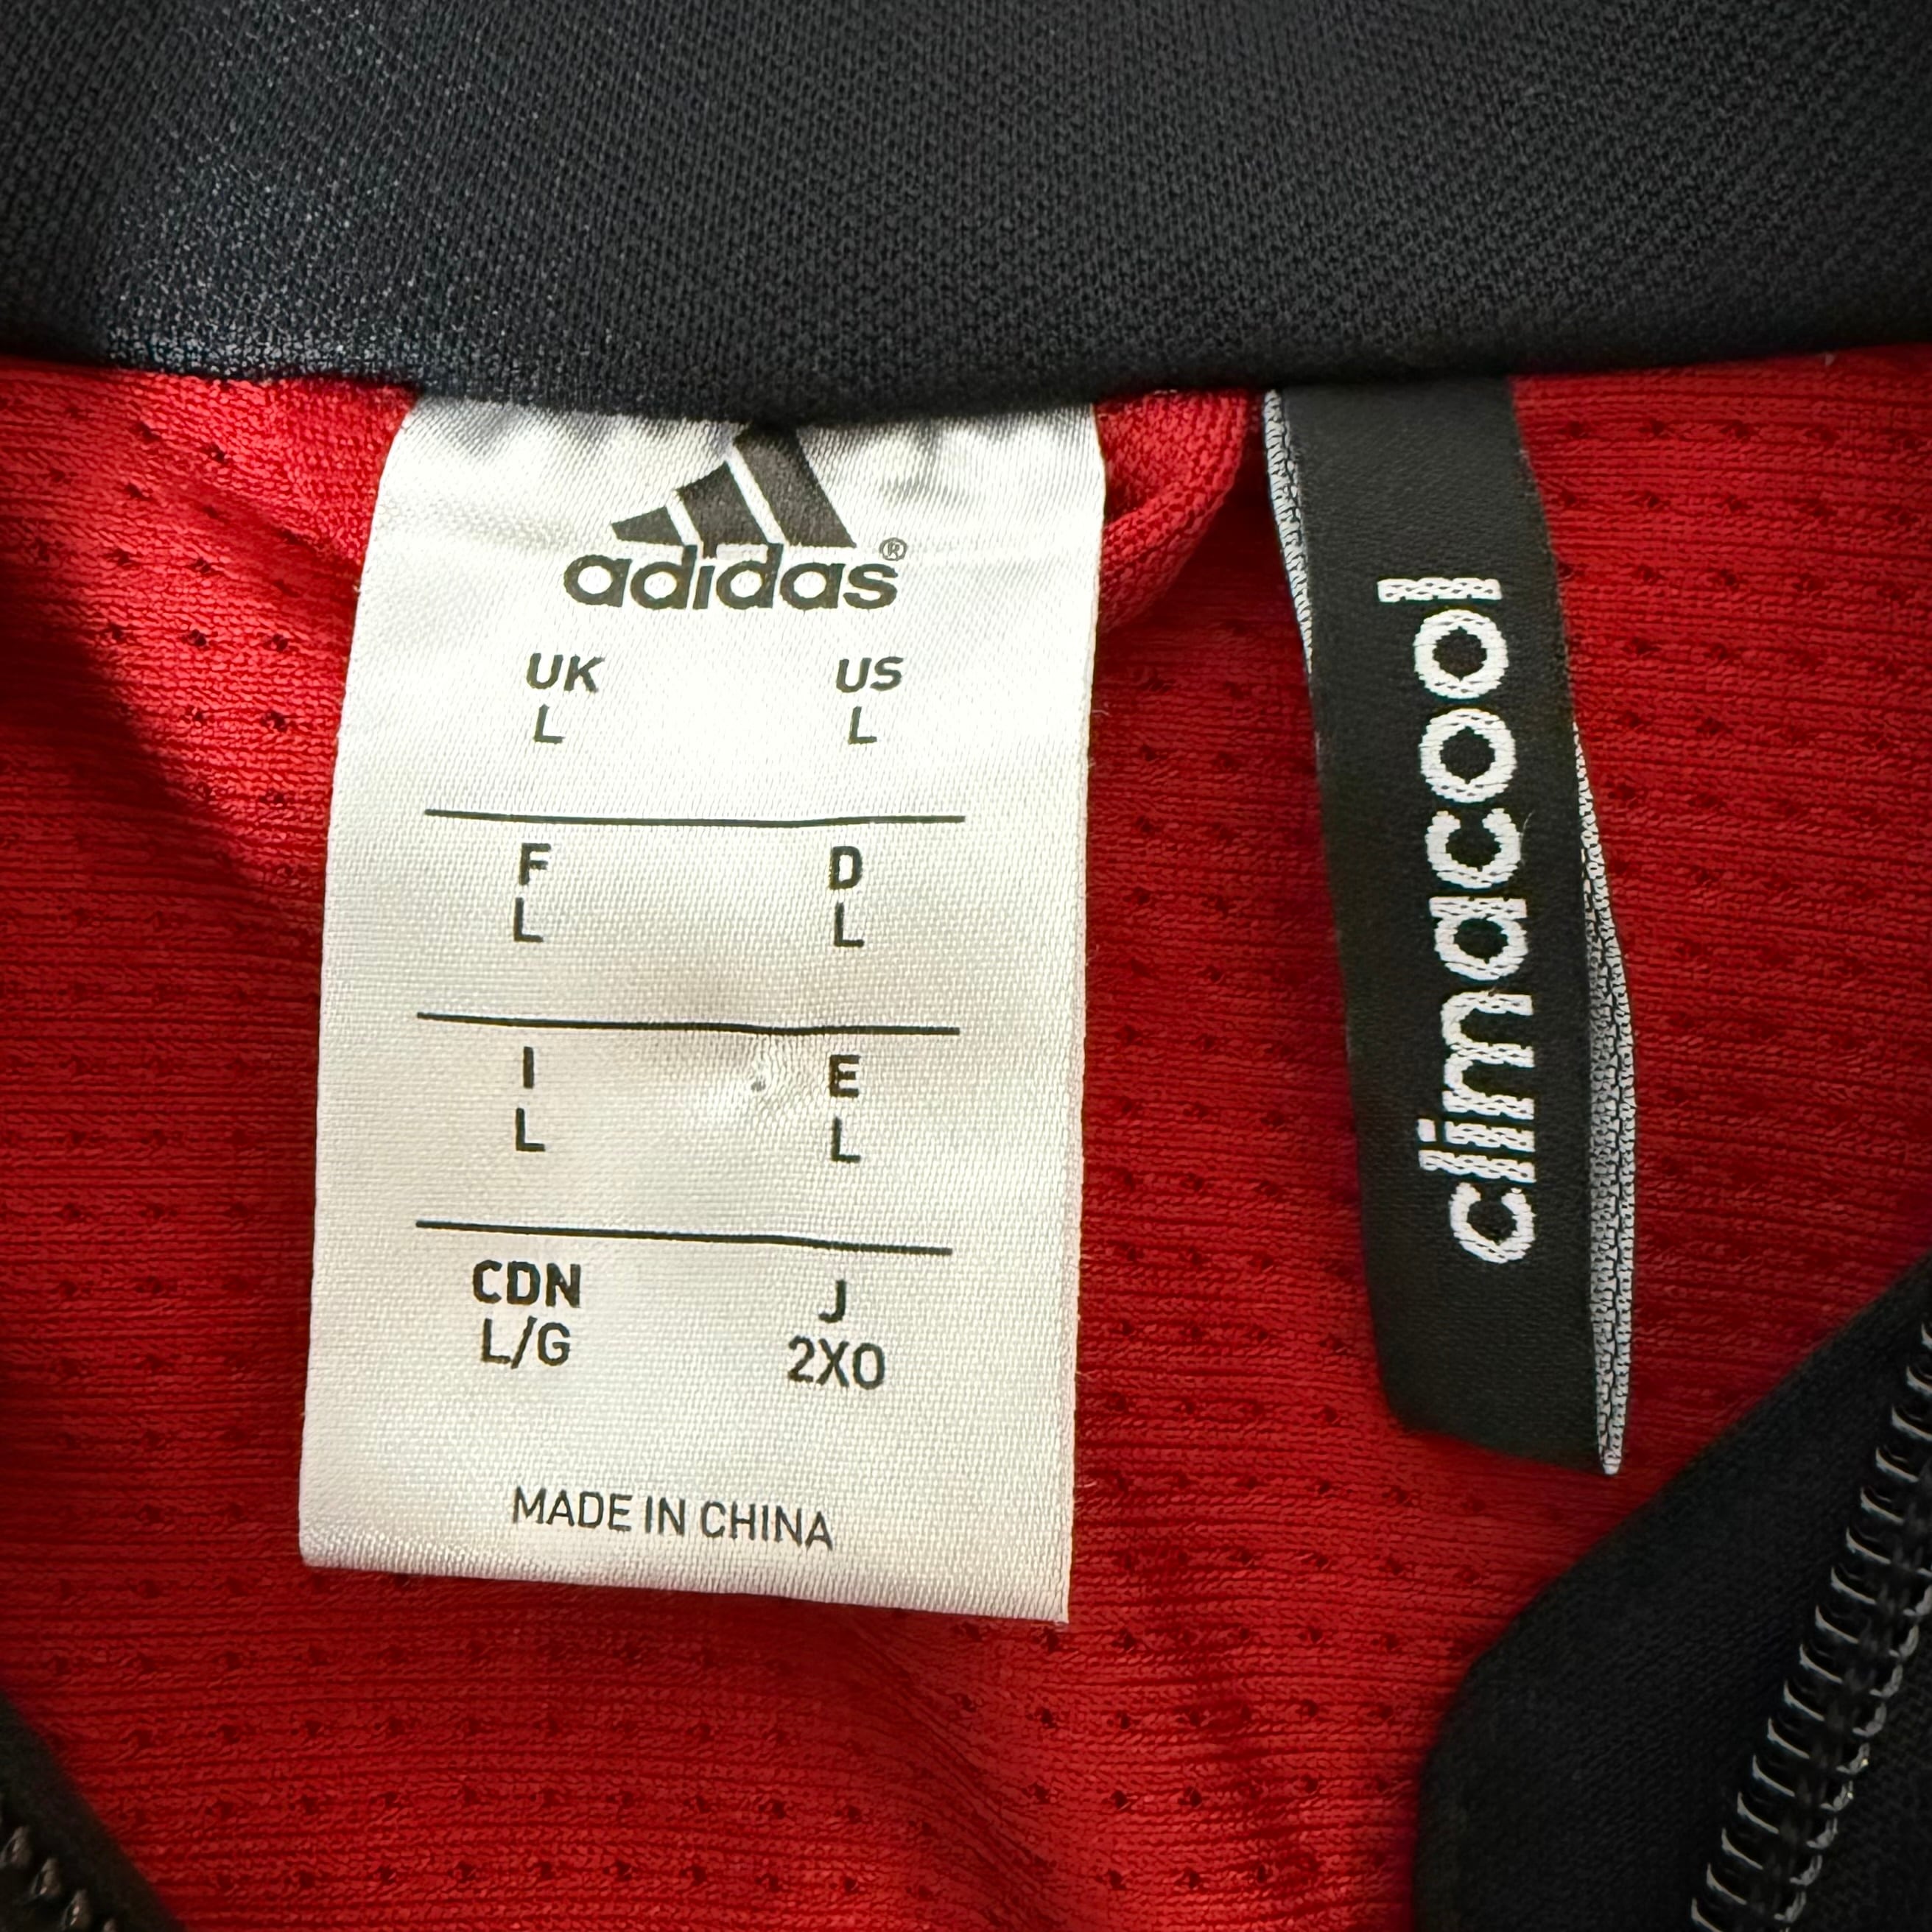 adidas®
UK US
L L
F D
L L
I E
L L
CDN J
L/G 2XO
MADE IN CHINA
climacool